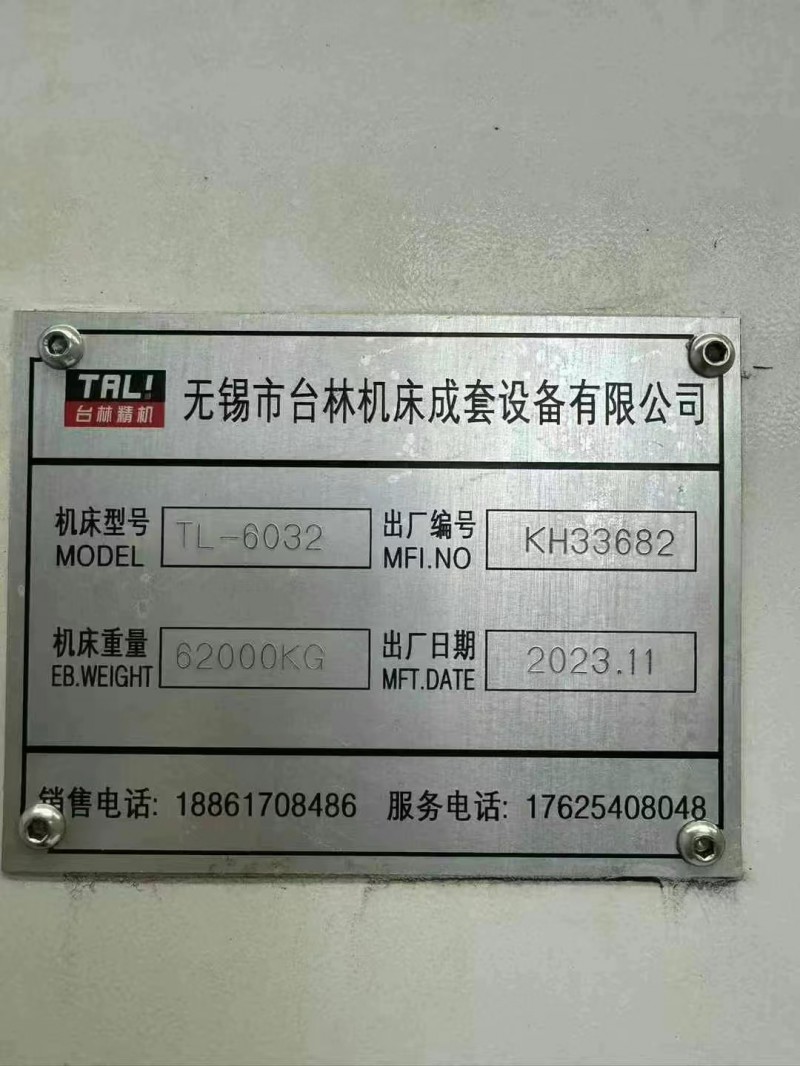 TALI
台林精机
无锡市台林机床成套设备有限公司
机床型号 TL-6032 出厂编号 KH33682
MODEL MFI.NO
机床重量 62000KG 出厂日期 2023.11
EB.WEIGHT MFT.DATE
销售电话: 18861708486 服务电话: 17625408048